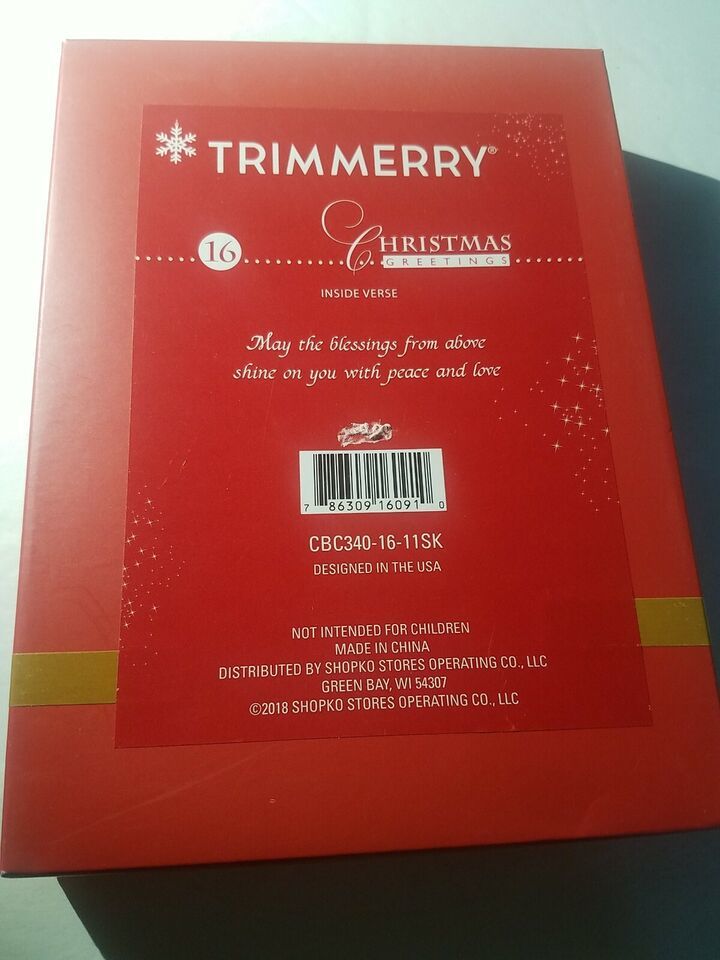 TRIMMERRY®
16 CHRISTMAS
GREETINGS
INSIDE VERSE
May the blessings from above
shine on you with peace and love
7 86309 16091 0
CBC340-16-11SK
DESIGNED IN THE USA
NOT INTENDED FOR CHILDREN
MADE IN CHINA
DISTRIBUTED BY SHOPKO STORES OPERATING CO., LLC
GREEN BAY, WI 54307
©2018 SHOPKO STORES OPERATING CO., LLC